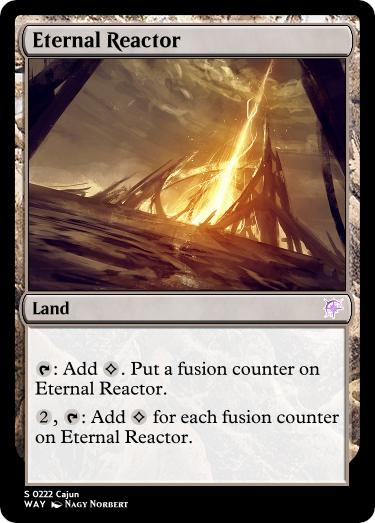 Eternal Reactor
Land
: Add . Put a fusion counter on
Eternal Reactor.
2, : Add for each fusion counter
on Eternal Reactor.
S 0222 Cajun
WAY Nagy Norbert